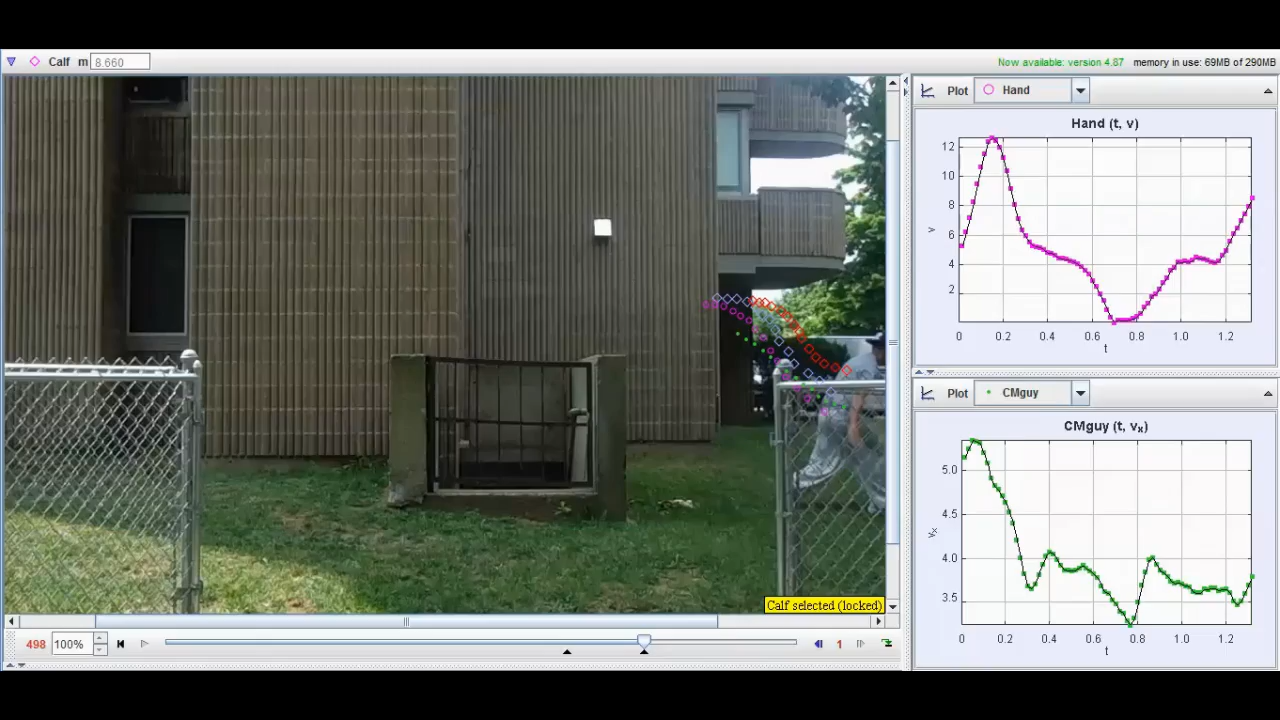 Calf m 8.660
Now available: version 4.87 memory in use: 69MB of 290MB
Plot Hand
Hand (t, v)
12
10
8
6
4
2
v
0 0.2 0.4 0.6 0.8 1.0 1.2
t
Plot CMguy
CMguy (t, vx)
5.0
4.5
4.0
3.5
vx
0 0.2 0.4 0.6 0.8 1.0 1.2
t
Calf selected (locked)
498 100% 1